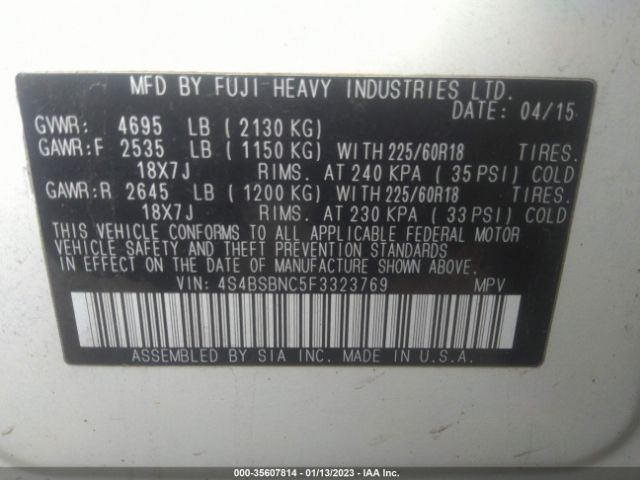 MFD BY FUJI HEAVY INDUSTRIES LTD.
DATE: 04/15
GVWR: 4695 LB (2130 KG)
GAWR:F 2535 LB (1150 KG) WITH 225/60R18 TIRES.
18X7J RIMS. AT 240 KPA (35 PSI) COLD
GAWR:R 2645 LB (1200 KG) WITH 225/60R18 TIRES.
18X7J RIMS. AT 230 KPA (33 PSI) COLD
THIS VEHICLE CONFORMS TO ALL APPLICABLE FEDERAL MOTOR
VEHICLE SAFETY AND THEFT PREVENTION STANDARDS
IN EFFECT ON THE DATE OF MANUFACTURE SHOWN ABOVE.
VIN: 4S4BSBNC5F3323769 MPV
ASSEMBLED BY SIA INC. MADE IN U.S.A.
000-35607814 - 01/13/2023 - IAA Inc.